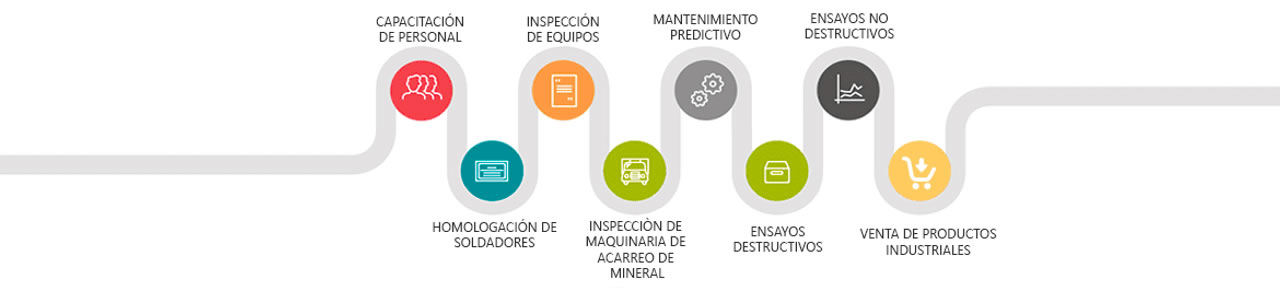 CAPACITACIÓN
DE PERSONAL
HOMOLOGACIÓN DE
SOLDADORES
INSPECCIÓN
DE EQUIPOS
INSPECCIÒN DE
MAQUINARIA DE
ACARREO DE
MINERAL
MANTENIMIENTO
PREDICTIVO
ENSAYOS
DESTRUCTIVOS
ENSAYOS NO
DESTRUCTIVOS
VENTA DE PRODUCTOS
INDUSTRIALES